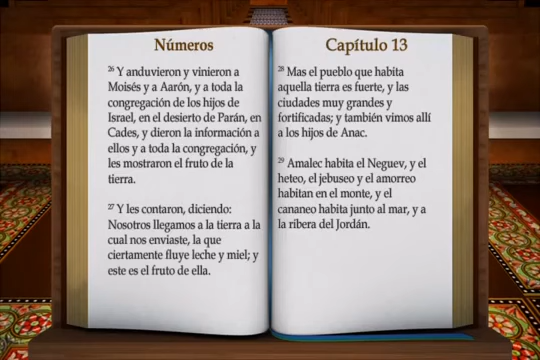 Números
26 Y anduvieron y vinieron a
Moisés y a Aarón, y a toda la
congregación de los hijos de
Israel, en el desierto de Parán, en
Cades, y dieron la información a
ellos y a toda la congregación, y
les mostraron el fruto de la
tierra.
27 Y les contaron, diciendo:
Nosotros llegamos a la tierra a la
cual nos enviaste, la que
ciertamente fluye leche y miel; y
este es el fruto de ella.
Capítulo 13
28 Mas el pueblo que habita
aquella tierra es fuerte, y las
ciudades muy grandes y
fortificadas; y también vimos allí
a los hijos de Anac.
29 Amalec habita el Neguev, y el
heteo, el jebuseo y el amorreo
habitan en el monte, y el
cananeo habita junto al mar, y a
la ribera del Jordán.